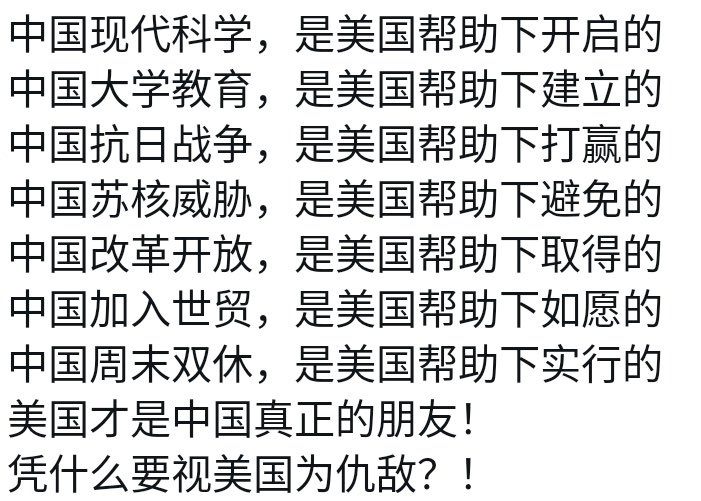 中国现代科学，是美国帮助下开启的
中国大学教育，是美国帮助下建立的
中国抗日战争，是美国帮助下打赢的
中国苏核威胁，是美国帮助下避免的
中国改革开放，是美国帮助下取得的
中国加入世贸，是美国帮助下如愿的
中国周末双休，是美国帮助下实行的
美国才是中国真正的朋友！
凭什么要视美国为仇敌？！